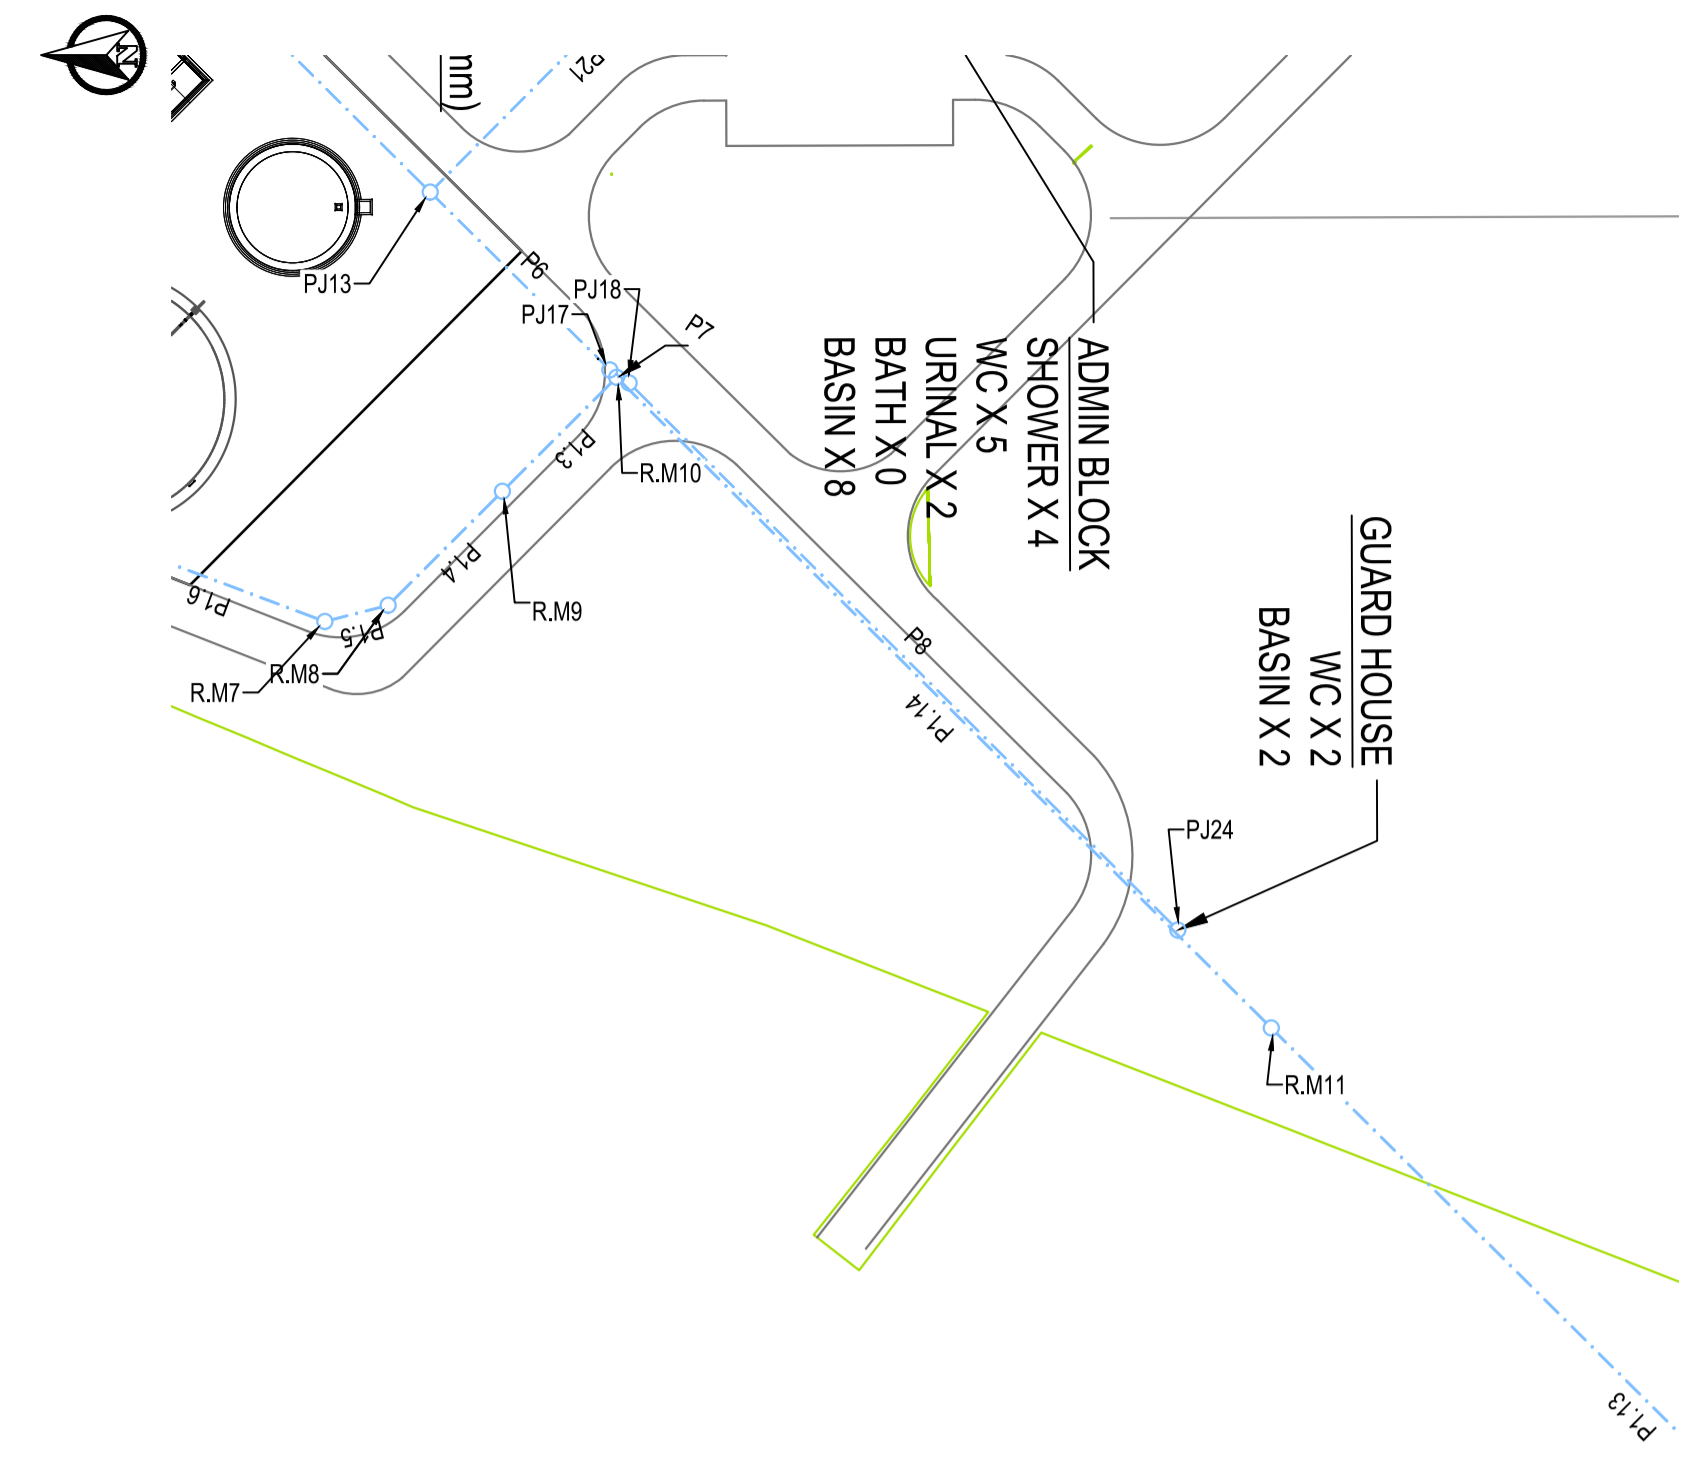 N
mm)
P21
PJ13
P6
PJ18
PJ17
P7
ADMIN BLOCK
SHOWER X 4
WC X 5
URINAL X 2
BATH X 0
BASIN X 8
R.M10
P1.3
P1.4
R.M9
P1.6
P1.5
R.M8
R.M7
P8
P1.14
GUARD HOUSE
WC X 2
BASIN X 2
PJ24
R.M11
P1.13